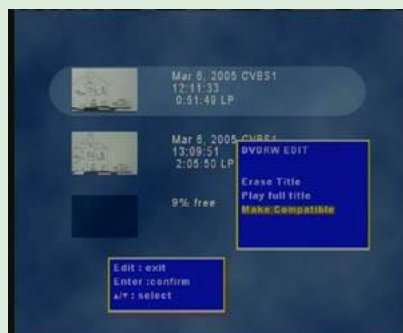 Mar 6, 2005 CVBS1
12:11:33
0:51:49 LP
Mar 6, 2005 CVBS1
13:09:51
2:05:50 LP
9% free
DVDRW EDIT
Erase Title
Play full title
Make Compatible
Edit : exit
Enter :confirm
▲/▼ : select